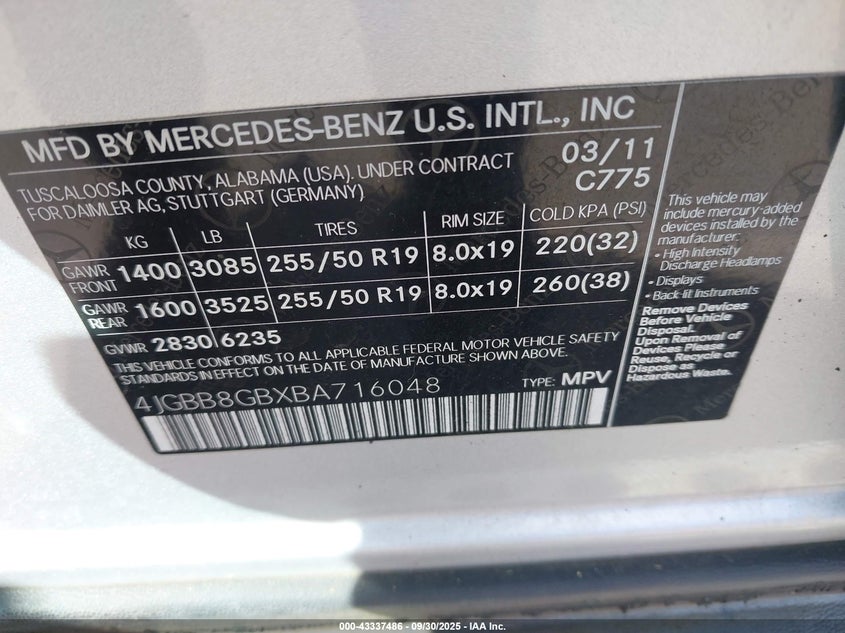 MFD BY MERCEDES-BENZ U.S. INTL., INC
TUSCALOOSA COUNTY, ALABAMA (USA). UNDER CONTRACT
FOR DAIMLER AG, STUTTGART (GERMANY)
03/11
C775
KG LB TIRES RIM SIZE COLD KPA (PSI)
GAWR FRONT 1400 3085 255/50 R19 8.0x19 220(32)
GAWR REAR 1600 3525 255/50 R19 8.0x19 260(38)
GVWR 2830 6235
THIS VEHICLE CONFORMS TO ALL APPLICABLE FEDERAL MOTOR VEHICLE SAFETY
STANDARDS IN EFFECT ON THE DATE OF MANUFACTURE SHOWN ABOVE.
4JGBB8GBXBA716048 TYPE: MPV
This vehicle may
include mercury-added
devices installed by the
manufacturer:
• High Intensity
Discharge Headlamps
• Displays
• Back-lit Instruments
Remove Devices
Before Vehicle
Disposal.
Upon Removal of
Devices Please
Reuse, Recycle or
Dispose as
Hazardous Waste.
000-43337486 - 09/30/2025 - IAA Inc.